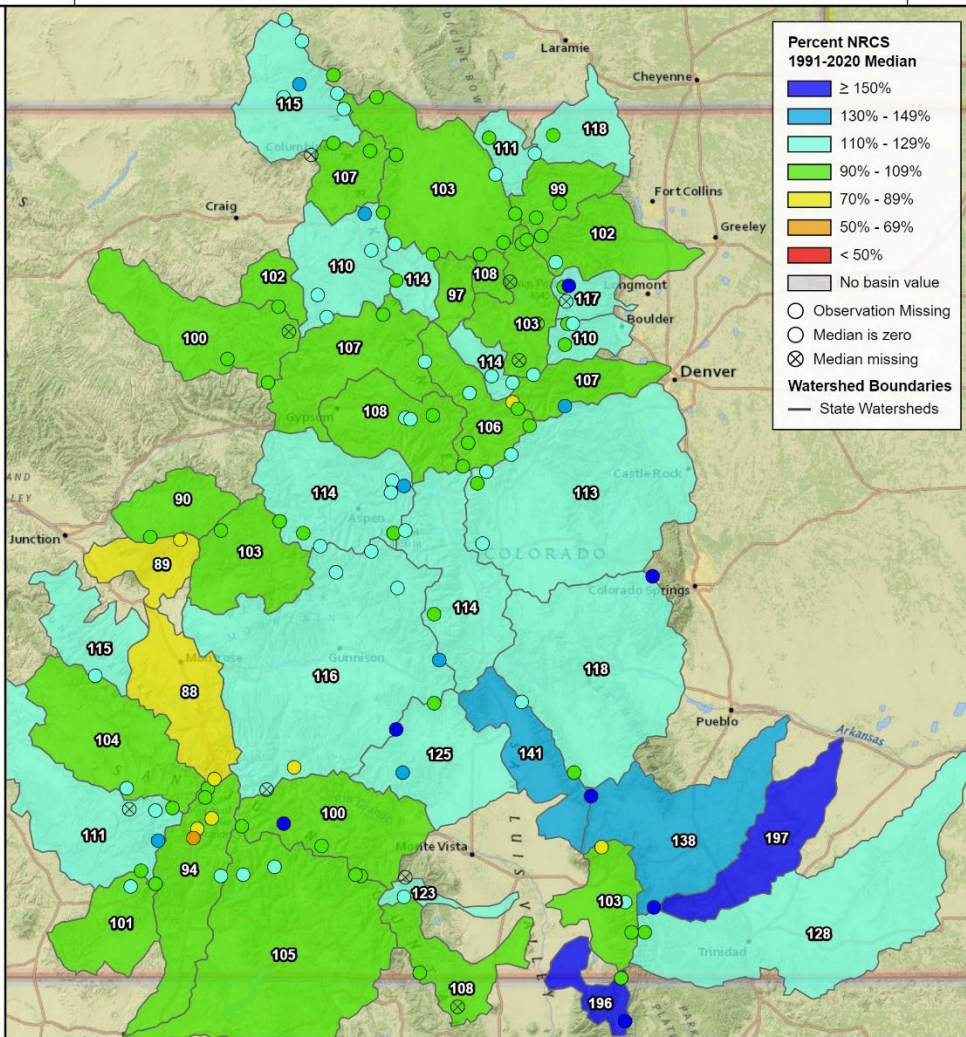 Percent NRCS
1991-2020 Median
≥ 150%
130% - 149%
110% - 129%
90% - 109%
70% - 89%
50% - 69%
< 50%
No basin value
Observation Missing
Median is zero
Median missing
Watershed Boundaries
State Watersheds
Laramie
Cheyenne
115
118
111
107
103
99
Fort Collins
Craig
102
Greeley
110
114
102
108
97
117
Longmont
Boulder
100
103
110
107
114
107
Denver
Gypsum
108
106
Castle Rock
114
113
90
Aspen
Junction
103
COLORADO
89
Colorado Springs
114
115
Montrose
Gunnison
116
118
88
Pueblo
104
141
125
Arkansas
111
100
138
197
Monte Vista
94
123
103
101
128
Trinidad
105
108
196